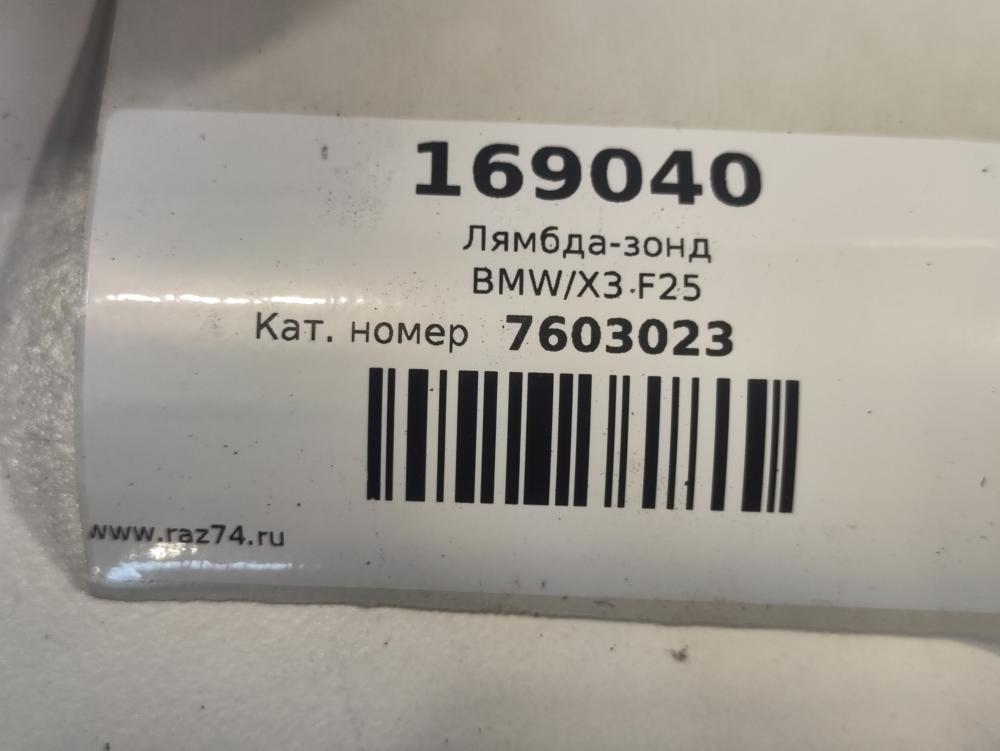 169040
Лямбда-зонд
BMW/X3 F25
Кат. номер 7603023
www.raz74.ru